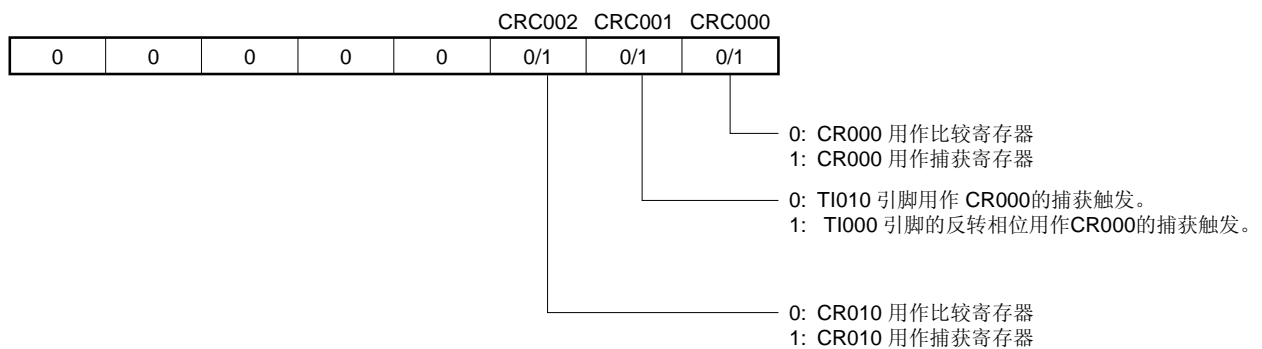 CRC002 CRC001 CRC000
0 0 0 0 0 0/1 0/1 0/1
0: CR000 用作比较寄存器
1: CR000 用作捕获寄存器
0: TI010 引脚用作 CR000的捕获触发。
1: TI000 引脚的反转相位用作CR000的捕获触发。
0: CR010 用作比较寄存器
1: CR010 用作捕获寄存器